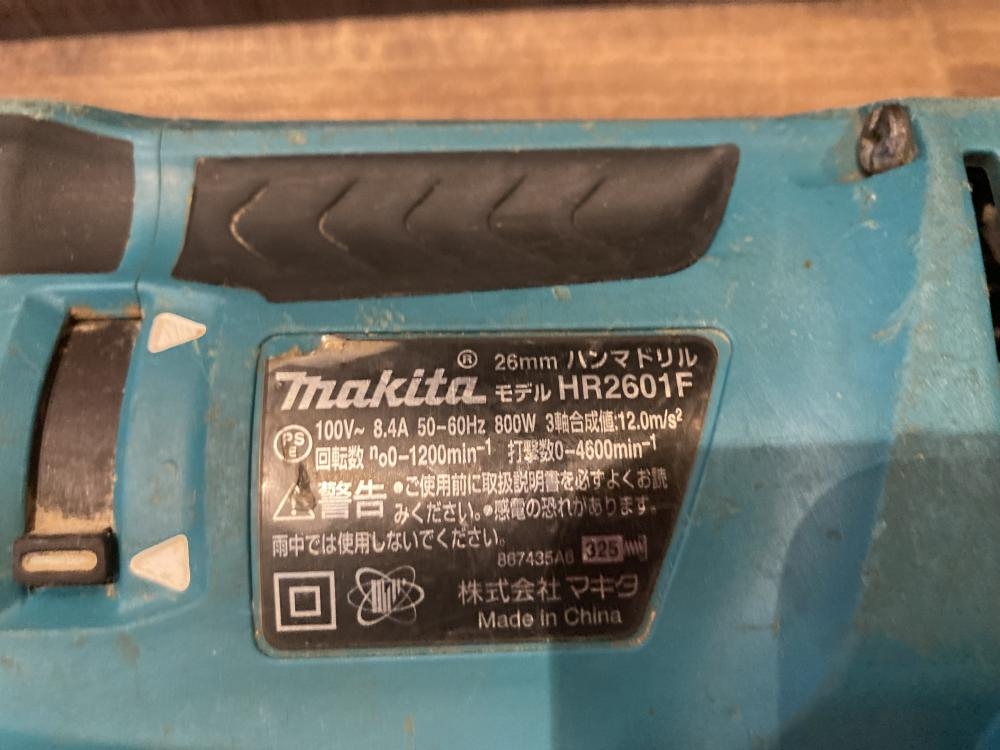 ® 26mm ハンマドリル
makita モデル HR2601F
PS E 100V~ 8.4A 50-60Hz 800W 3軸合成値:12.0m/s²
回転数 n₀0-1200min⁻¹ 打撃数0-4600min⁻¹
警告 •ご使用前に取扱説明書を必ずよくお読
みください。•感電の恐れがあります。
雨中では使用しないでください。
867435A6 325
株式会社 マキタ
Made in China